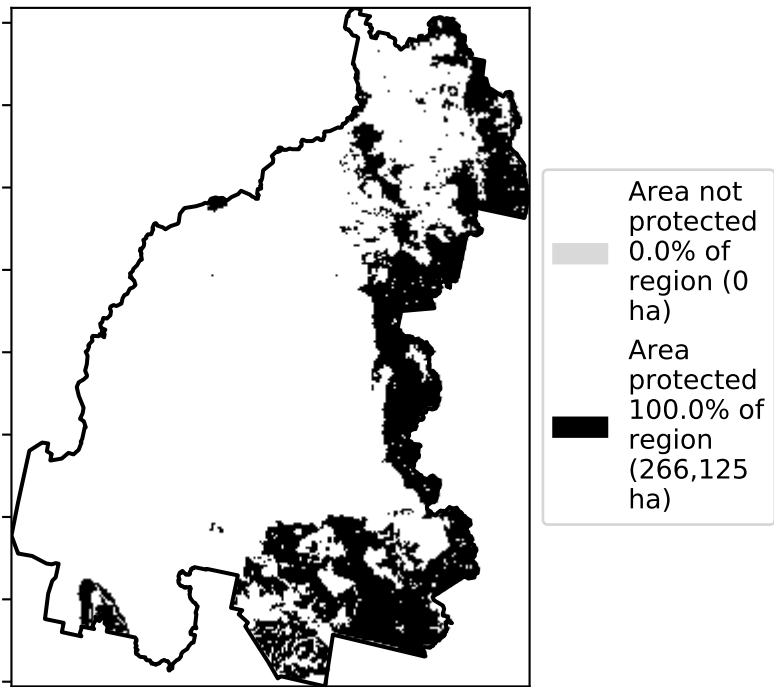 Area not
protected
0.0% of
region (0
ha)
Area
protected
100.0% of
region
(266,125
ha)